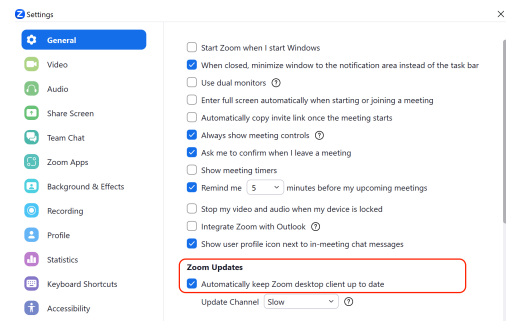 Settings
General
Video
Audio
Share Screen
Team Chat
Zoom Apps
Background & Effects
Recording
Profile
Statistics
Keyboard Shortcuts
Accessibility
Start Zoom when I start Windows
When closed, minimize window to the notification area instead of the task bar
Use dual monitors
Enter full screen automatically when starting or joining a meeting
Automatically copy invite link once the meeting starts
Always show meeting controls
Ask me to confirm when I leave a meeting
Show meeting timers
Remind me 5 minutes before my upcoming meetings
Stop my video and audio when my device is locked
Integrate Zoom with Outlook
Show user profile icon next to in-meeting chat messages
Zoom Updates
Automatically keep Zoom desktop client up to date
Update Channel Slow